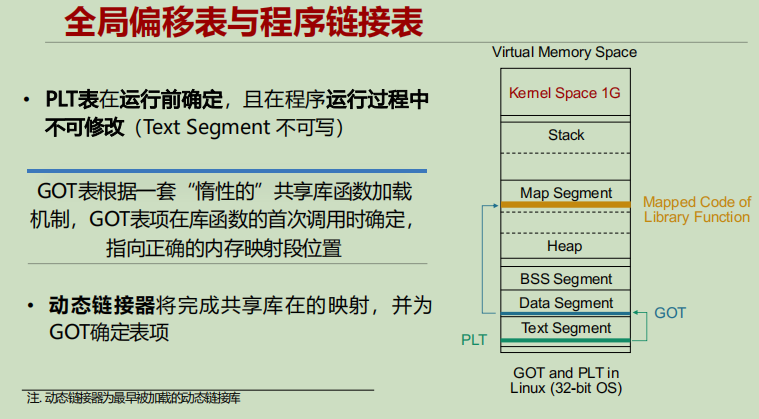 全局偏移表与程序链接表
• PLT表在运行前确定，且在程序运行过程中
不可修改（Text Segment 不可写）
GOT表根据一套“惰性的”共享库函数加载
机制，GOT表项在库函数的首次调用时确定，
指向正确的内存映射段位置
• 动态链接器将完成共享库在的映射，并为
GOT确定表项
注. 动态链接器为最早被加载的动态链接库
Virtual Memory Space
Kernel Space 1G
Stack
Map Segment
Mapped Code of
Library Function
Heap
BSS Segment
Data Segment
GOT
Text Segment
PLT
GOT and PLT in
Linux (32-bit OS)